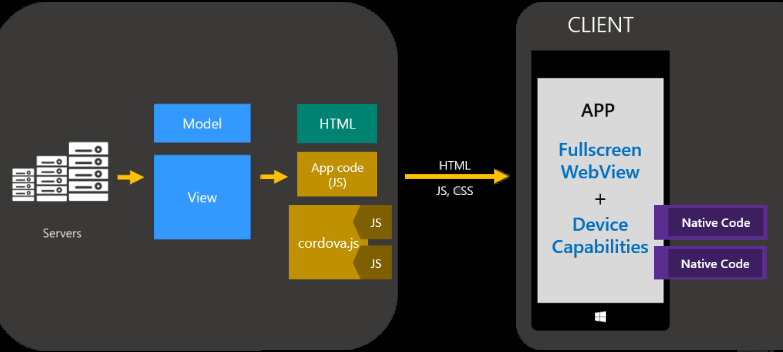 CLIENT
Servers
Model
View
HTML
App code
(JS)
cordova.js
JS
JS
HTML
JS, CSS
APP
Fullscreen
WebView
+
Device
Capabilities
Native Code
Native Code